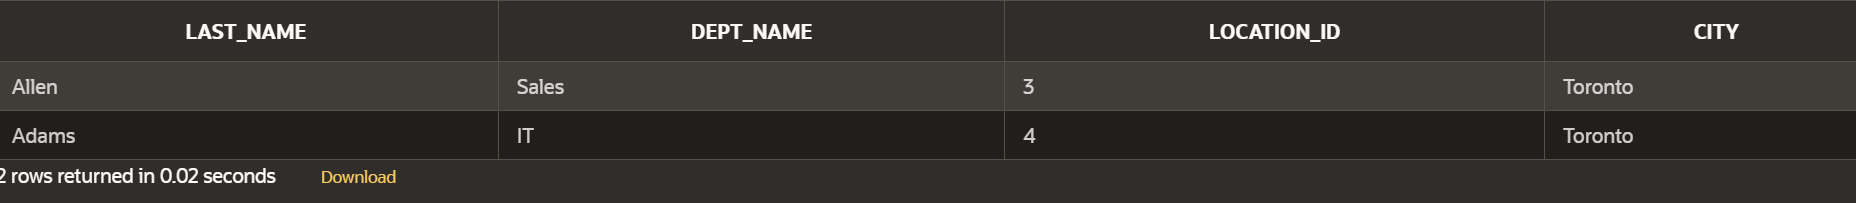 LAST_NAME DEPT_NAME LOCATION_ID CITY
Allen Sales 3 Toronto
Adams IT 4 Toronto
2 rows returned in 0.02 seconds Download